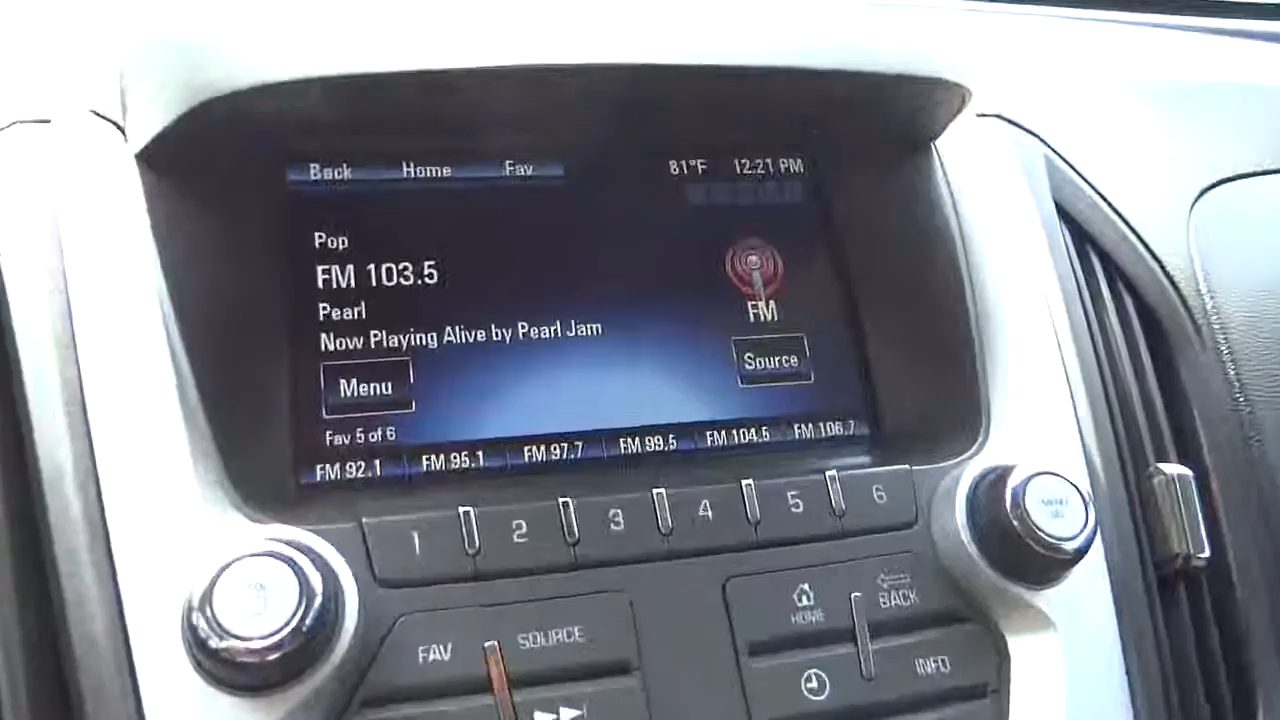 Back Home Fav 81°F 12:21 PM
Pop
FM 103.5
Pearl
Now Playing Alive by Pearl Jam
FM
Menu
Source
Fav 5 of 6
FM 92.1 FM 95.1 FM 97.7 FM 99.5 FM 104.5 FM 106.7
1 2 3 4 5 6
FAV SOURCE
HOME BACK
INFO